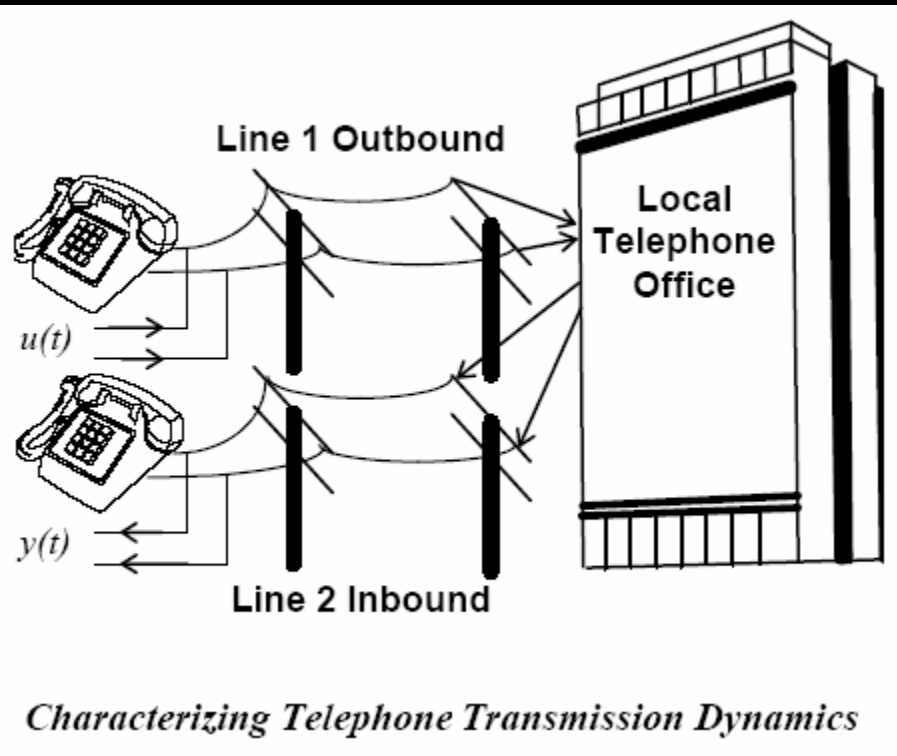 Line 1 Outbound
Local
Telephone
Office
u(t)
y(t)
Line 2 Inbound
Characterizing Telephone Transmission Dynamics